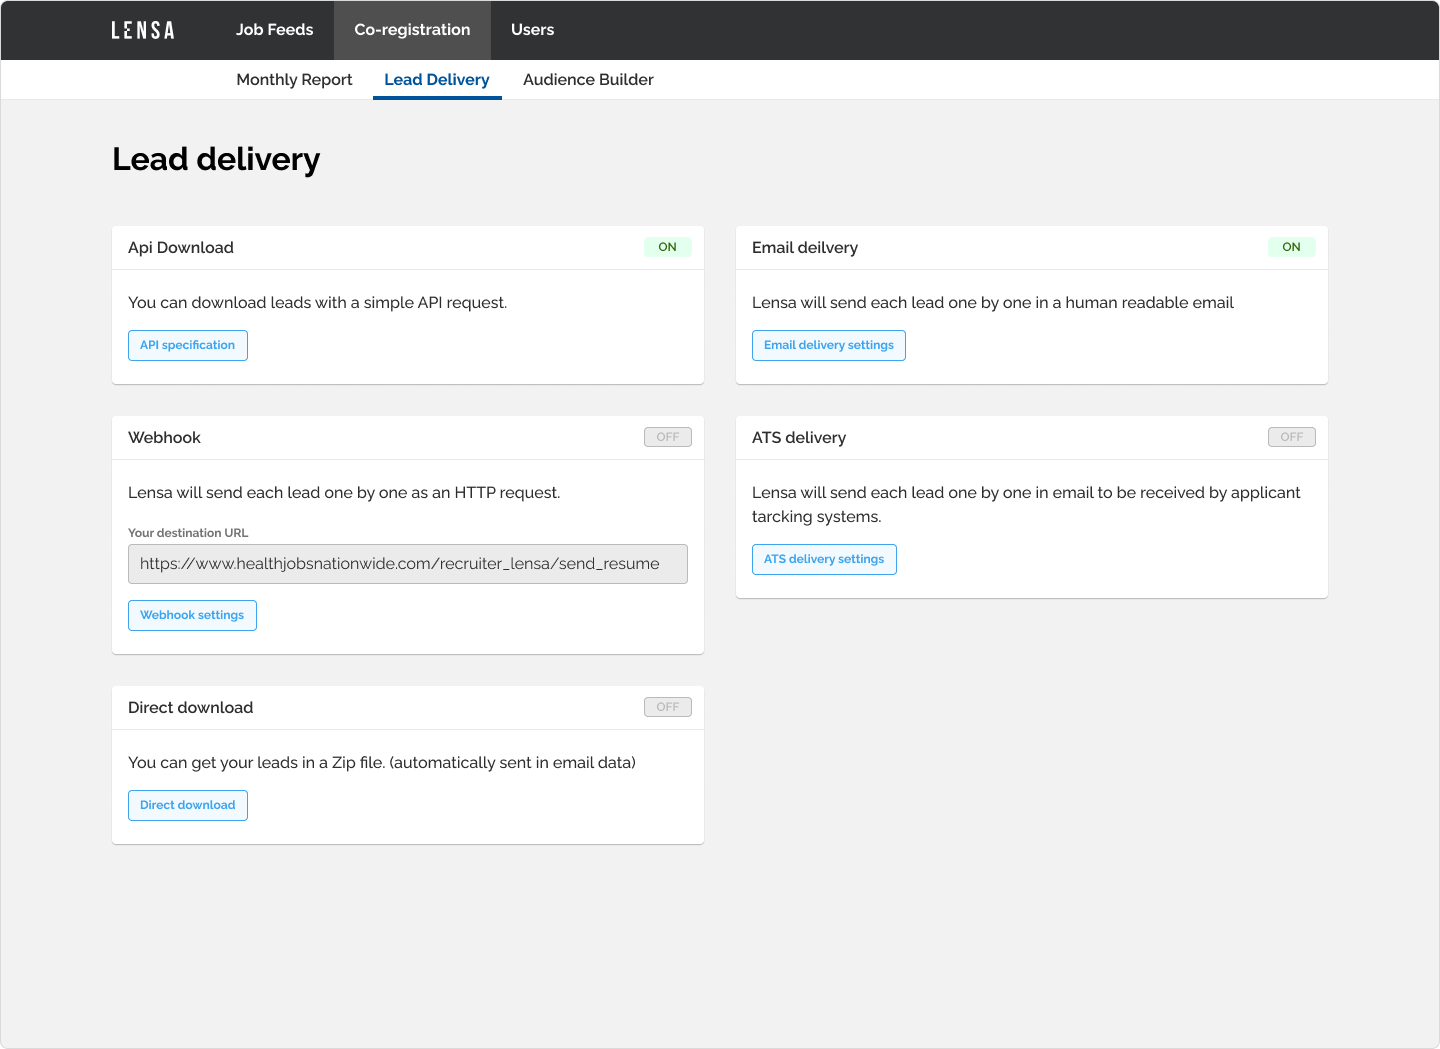 LENSA
Job Feeds
Co-registration
Users
Monthly Report
Lead Delivery
Audience Builder
Lead delivery
Api Download
ON
You can download leads with a simple API request.
API specification
Email deilvery
ON
Lensa will send each lead one by one in a human readable email
Email delivery settings
Webhook
OFF
Lensa will send each lead one by one as an HTTP request.
Your destination URL
https://www.healthjobsnationwide.com/recruiter_lensa/send_resume
Webhook settings
ATS delivery
OFF
Lensa will send each lead one by one in email to be received by applicant
tarcking systems.
ATS delivery settings
Direct download
OFF
You can get your leads in a Zip file. (automatically sent in email data)
Direct download